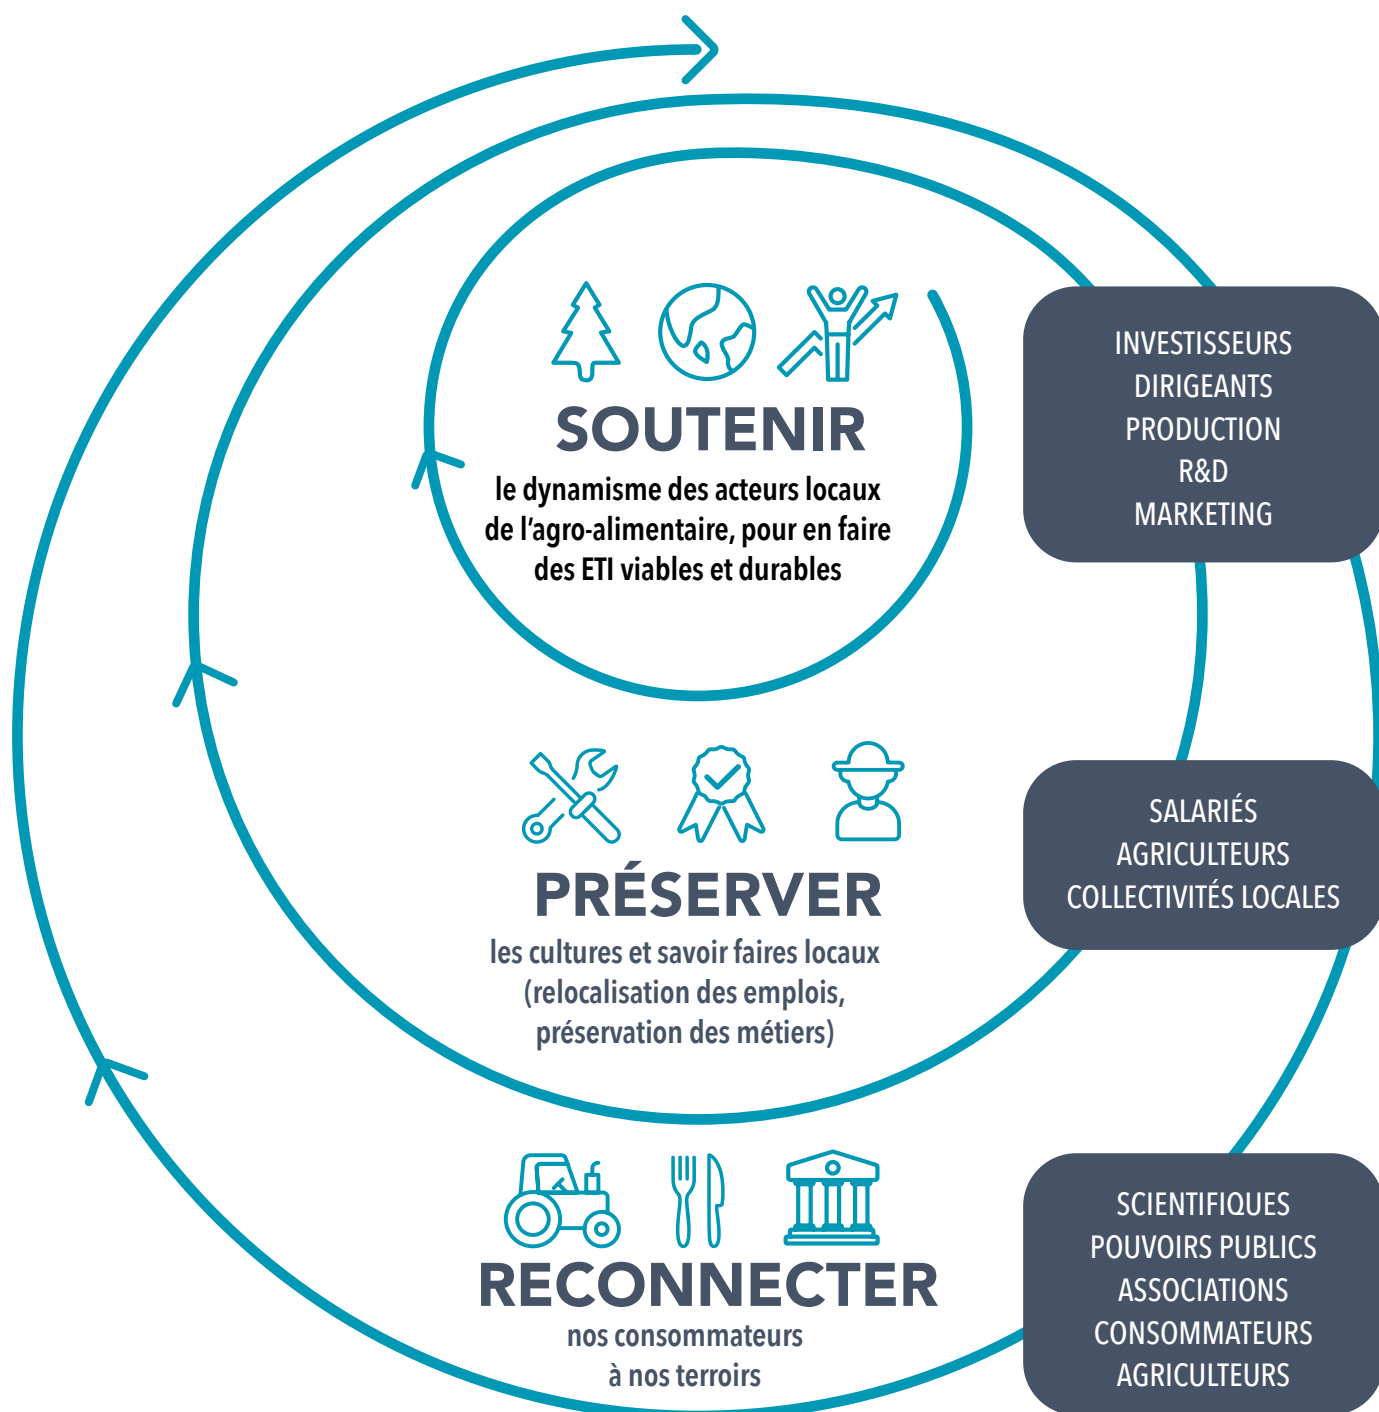 SOUTENIR
le dynamisme des acteurs locaux
de l'agro-alimentaire, pour en faire
des ETI viables et durables
INVESTISSEURS
DIRIGEANTS
PRODUCTION
R&D
MARKETING
PRÉSERVER
les cultures et savoir faires locaux
(relocalisation des emplois,
préservation des métiers)
SALARIÉS
AGRICULTEURS
COLLECTIVITÉS LOCALES
RECONNECTER
nos consommateurs
à nos terroirs
SCIENTIFIQUES
POUVOIRS PUBLICS
ASSOCIATIONS
CONSOMMATEURS
AGRICULTEURS